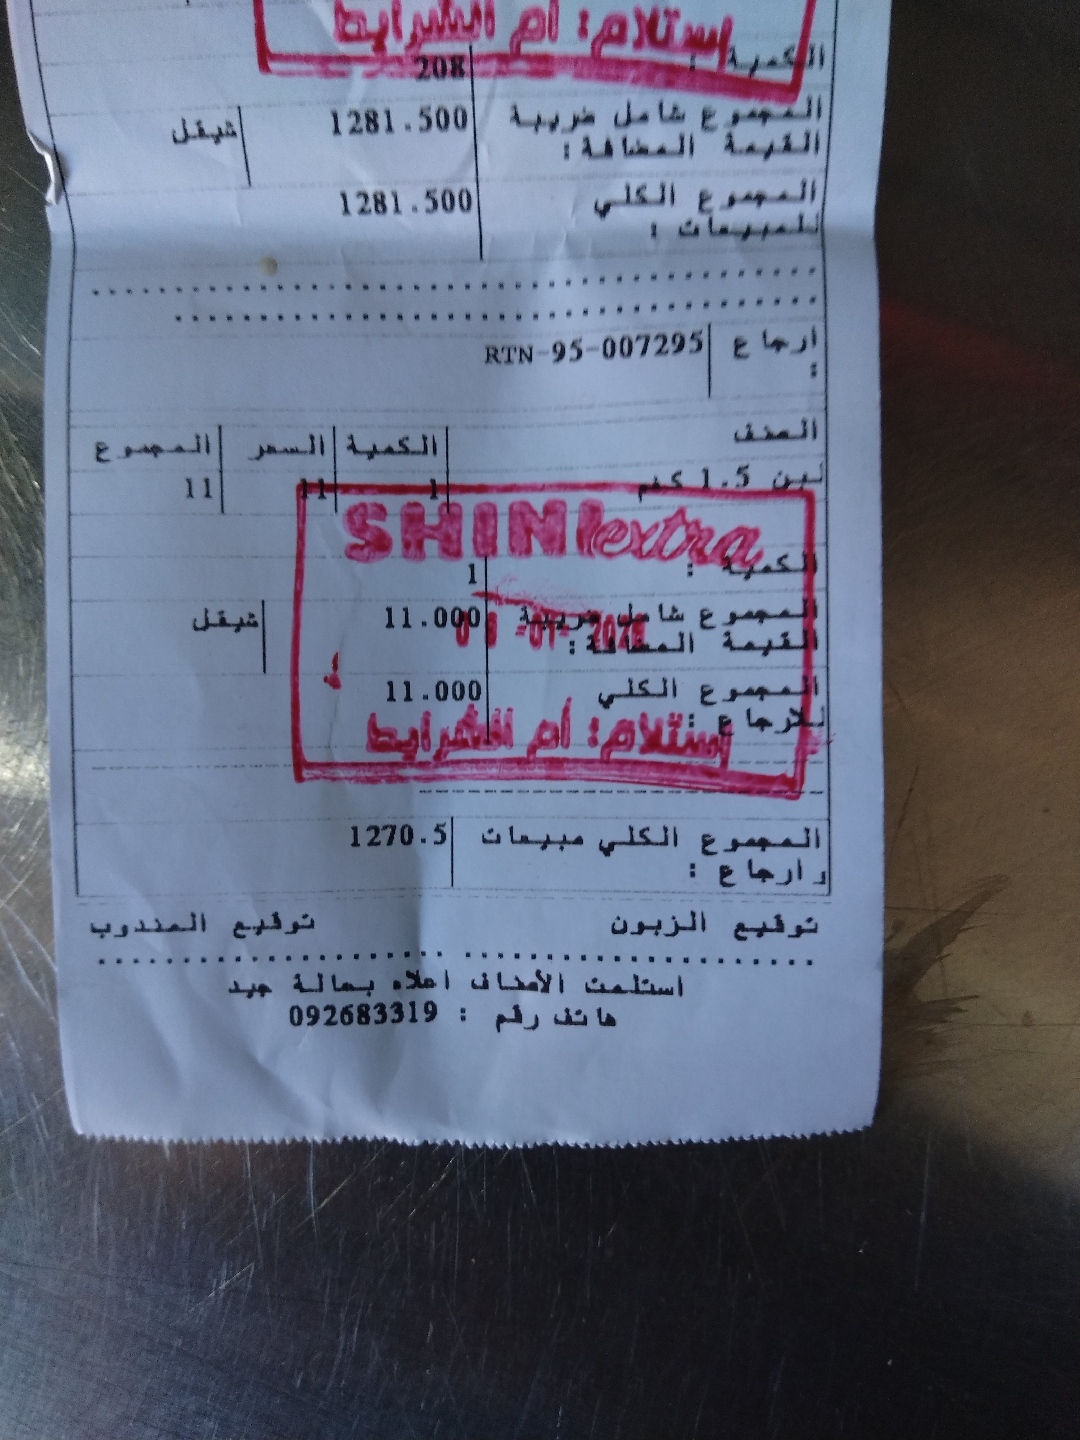 استلام: أم الشرايط
الكمية : 208
المجموع شامل ضريبة 1281.500 شيقل
القيمة المضافة :
المجموع الكلي 1281.500
للمبيعات :
ارجاع RTN-95-007295
:
الصنف الكمية السعر المجموع
لبن 1.5 كغم 1 11 11
SHINI extra
الكمية : 1
المجموع شامل ضريبة 11.000 شيقل
القيمة المضافة :
المجموع الكلي 11.000
للارجاع :
استلام: أم الشرايط
المجموع الكلي مبيعات 1270.5
وارجاع :
توقيع الزبون توقيع المندوب
استلمت الأصناف اعلاه بحالة جيد
هاتف رقم : 092683319